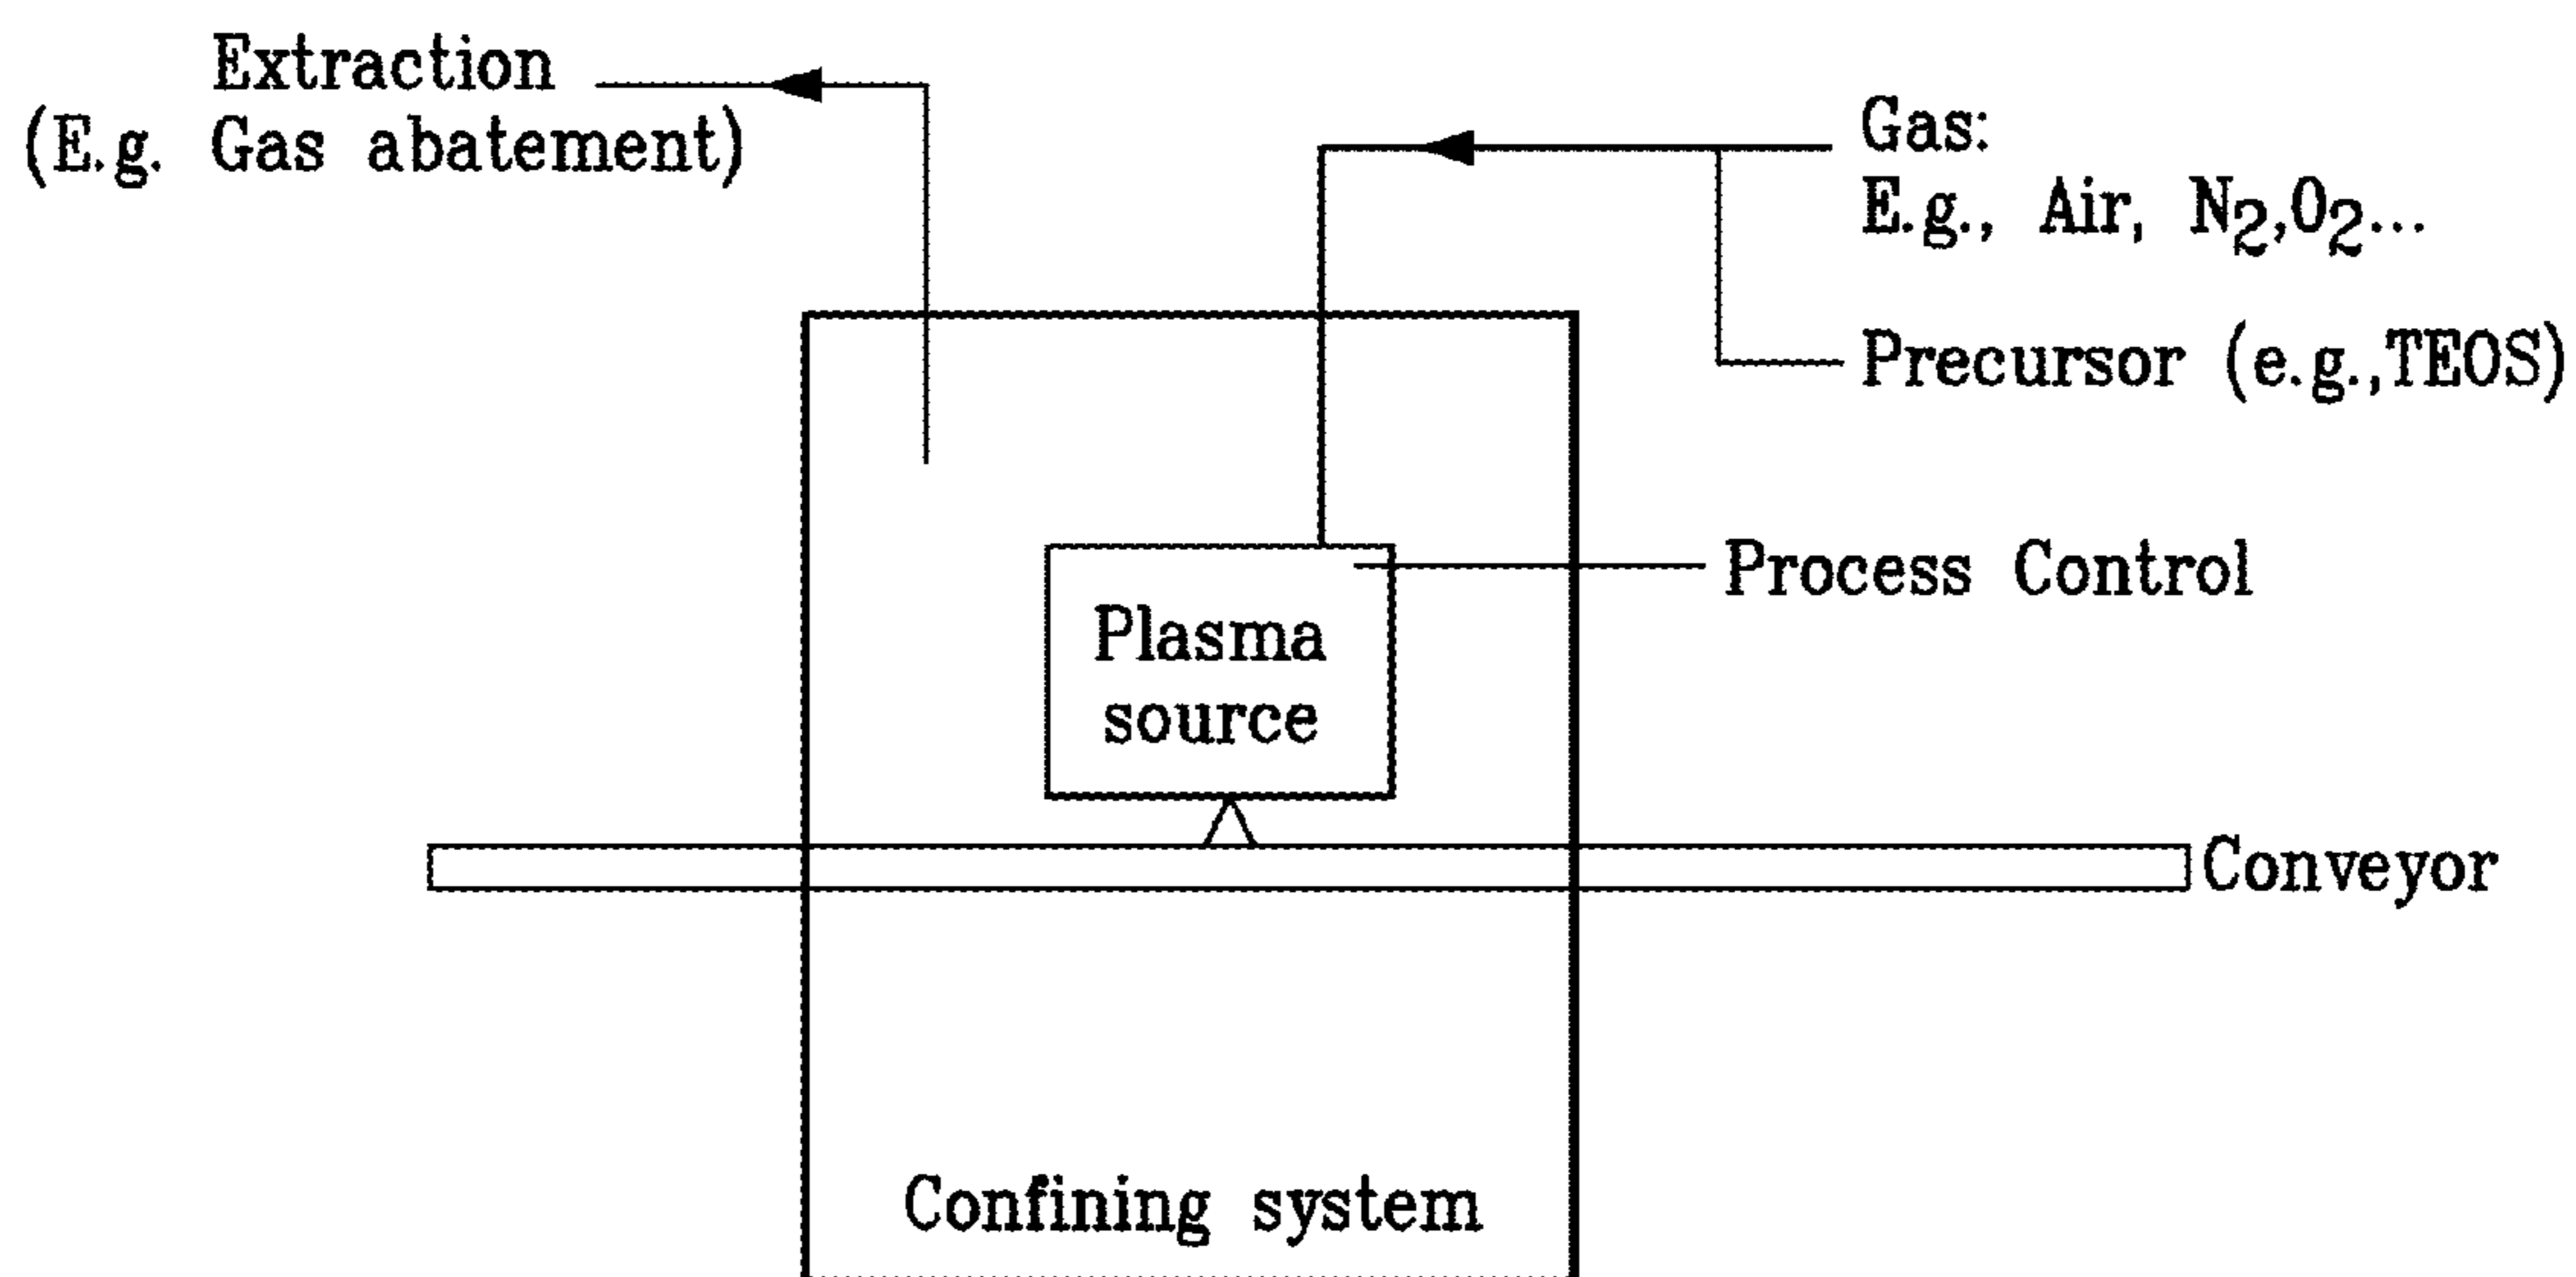 Extraction
(E.g. Gas abatement)
Gas:
E.g., Air, N2,O2...
Precursor (e.g.,TEOS)
Process Control
Plasma
source
Conveyor
Confining system